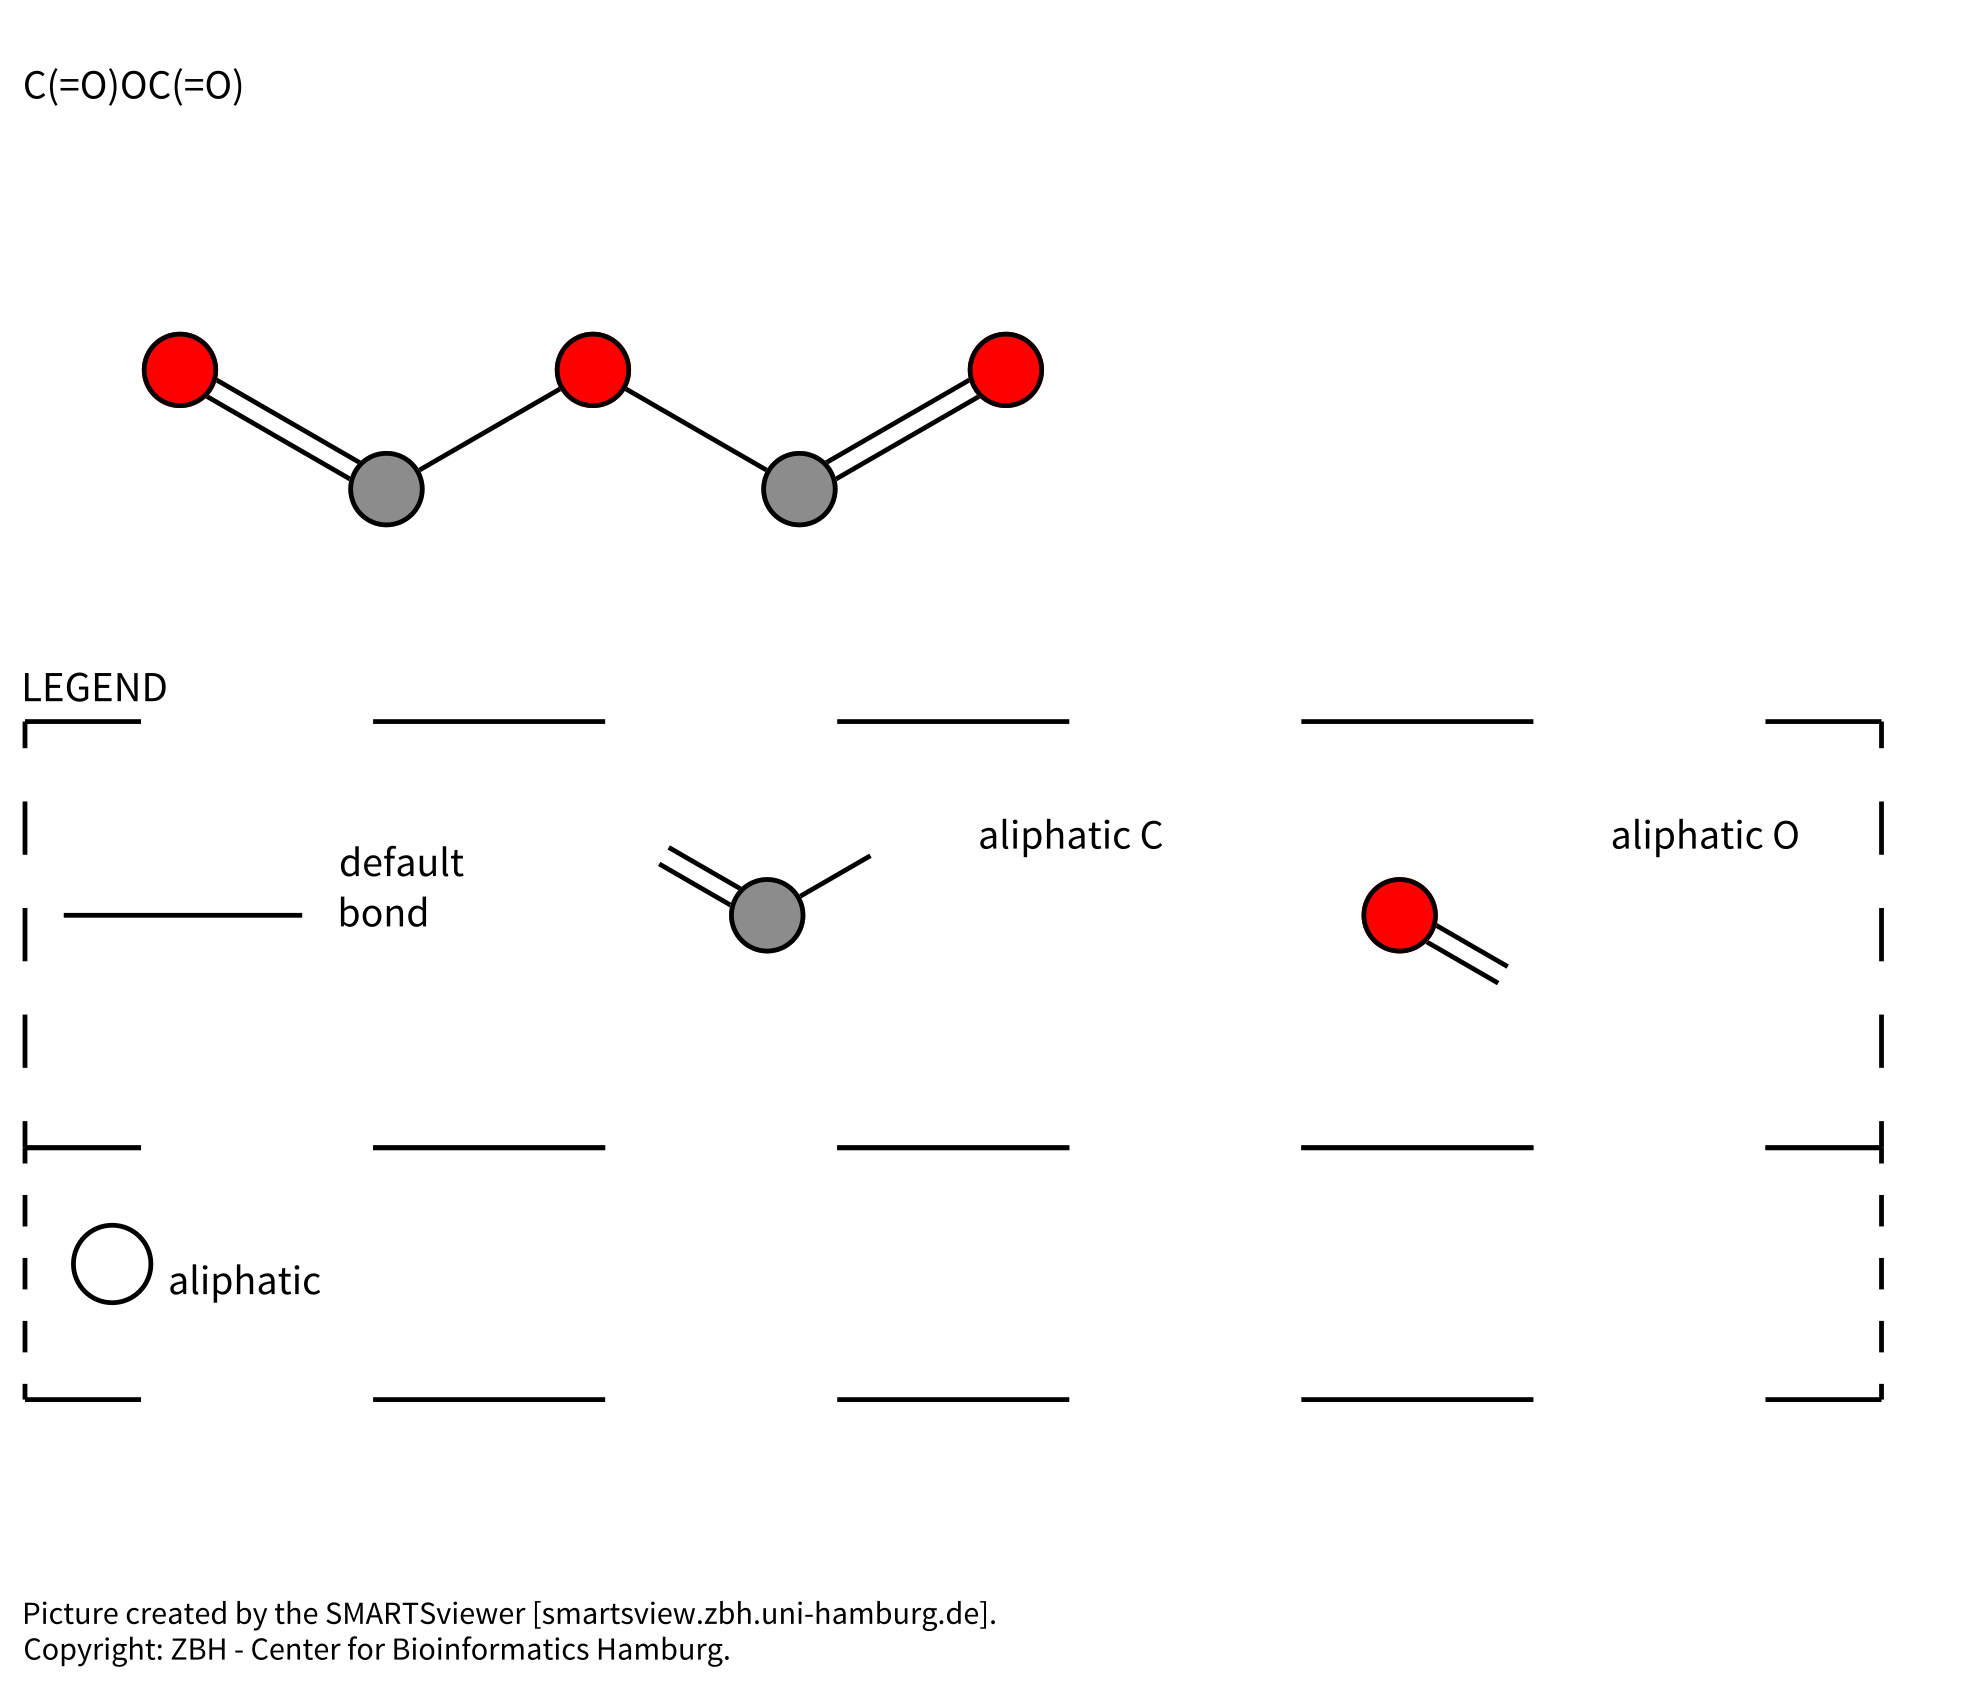 C(=O)OC(=O)
LEGEND
default
bond
aliphatic C
aliphatic O
aliphatic
Picture created by the SMARTSviewer [smartsview.zbh.uni-hamburg.de].
Copyright: ZBH - Center for Bioinformatics Hamburg.